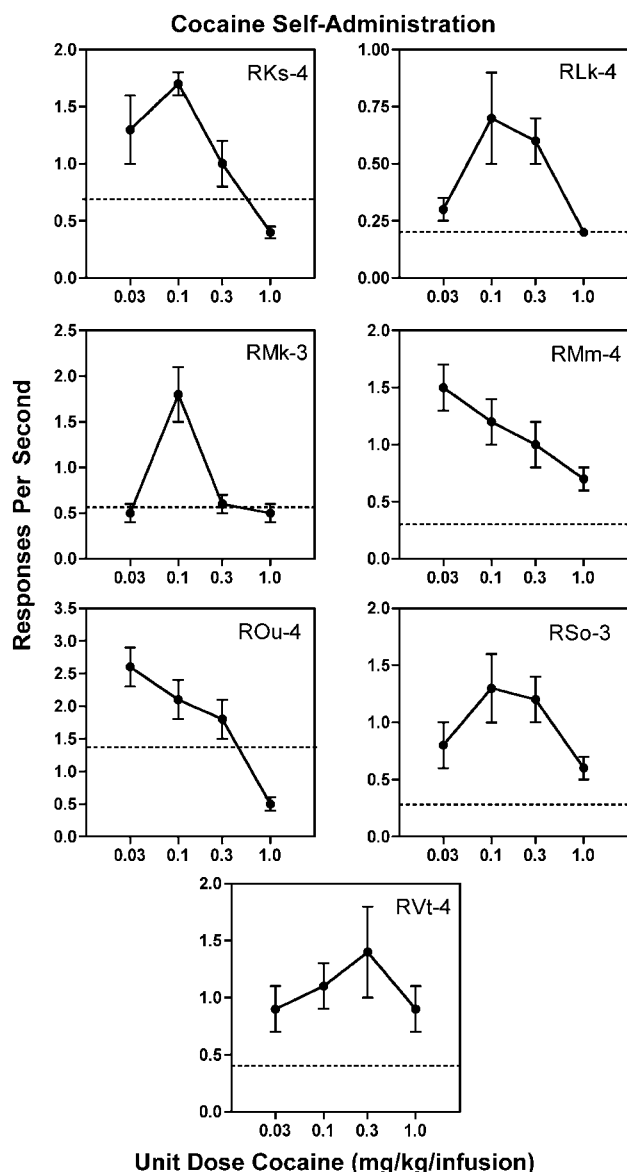 Cocaine Self-Administration
RKs-4
2.0
1.5
1.0
0.5
0.0
0.03 0.1 0.3 1.0
RLk-4
1.00
0.75
0.50
0.25
0.00
0.03 0.1 0.3 1.0
RMk-3
2.5
2.0
1.5
1.0
0.5
0.0
0.03 0.1 0.3 1.0
RMm-4
2.0
1.5
1.0
0.5
0.0
0.03 0.1 0.3 1.0
Responses Per Second
ROu-4
3.5
3.0
2.5
2.0
1.5
1.0
0.5
0.0
0.03 0.1 0.3 1.0
RSo-3
2.0
1.5
1.0
0.5
0.0
0.03 0.1 0.3 1.0
RVt-4
2.0
1.5
1.0
0.5
0.0
0.03 0.1 0.3 1.0
Unit Dose Cocaine (mg/kg/infusion)